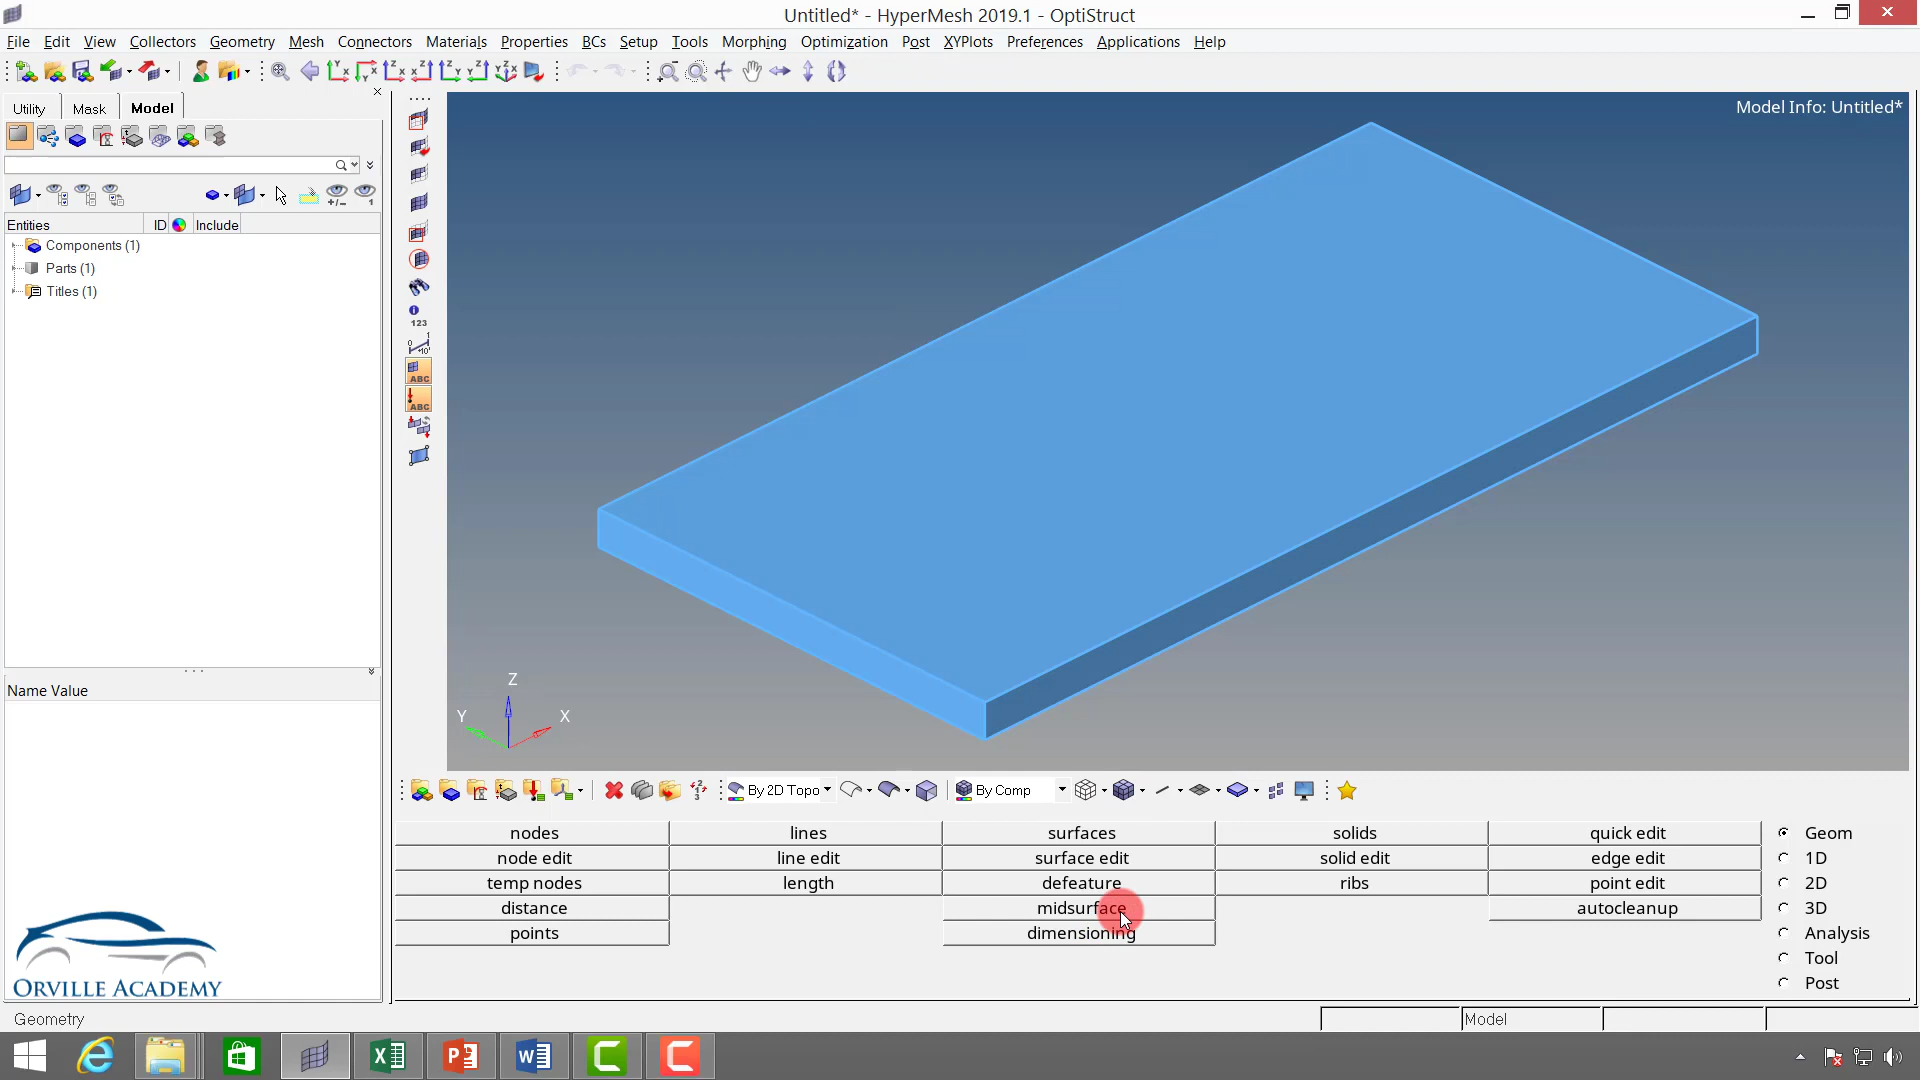 Untitled* - HyperMesh 2019.1 - OptiStruct
File Edit View Collectors Geometry Mesh Connectors Materials Properties BCs Setup Tools Morphing Optimization Post XYPlots Preferences Applications Help
Utility Mask Model
Model Info: Untitled*
Entities ID Include
Components (1)
Parts (1)
Titles (1)
123
ABC
ABC
Name Value
Z
Y
X
By 2D Topo
By Comp
nodes lines surfaces solids quick edit Geom
node edit line edit surface edit solid edit edge edit 1D
temp nodes length defeature ribs point edit 2D
distance midsurface autocleanup 3D
points dimensioning Analysis
Tool
Post
ORVILLE ACADEMY
Geometry
Model